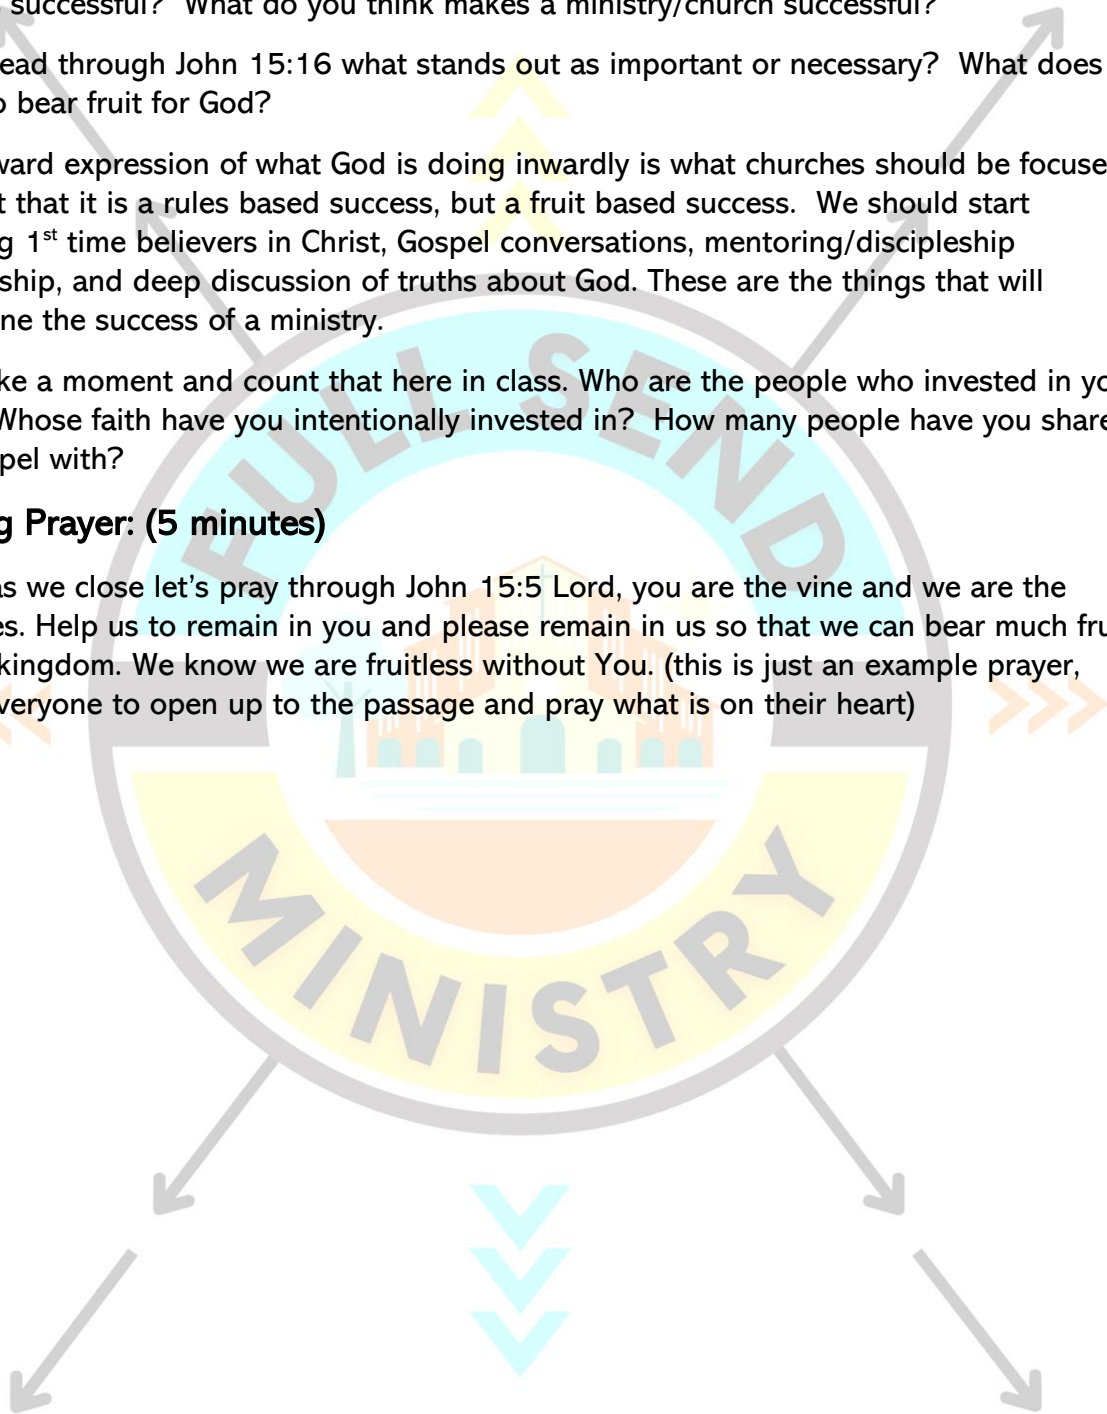 successful? What do you think makes a ministry/church successful?
ead through John 15:16 what stands out as important or necessary? What does
o bear fruit for God?
ward expression of what God is doing inwardly is what churches should be focuse
t that it is a rules based success, but a fruit based success. We should start
g 1st time believers in Christ, Gospel conversations, mentoring/discipleship
ship, and deep discussion of truths about God. These are the things that will
ne the success of a ministry.
ke a moment and count that here in class. Who are the people who invested in yo
Whose faith have you intentionally invested in? How many people have you share
pel with?
g Prayer: (5 minutes)
as we close let's pray through John 15:5 Lord, you are the vine and we are the
es. Help us to remain in you and please remain in us so that we can bear much fru
kingdom. We know we are fruitless without You. (this is just an example prayer,
veryone to open up to the passage and pray what is on their heart)
FULL SEND
MINISTRY